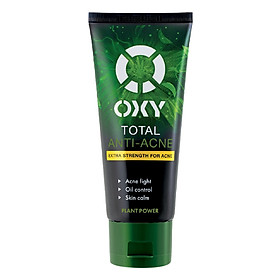 OXY
TOTAL
ANTI-ACNE
EXTRA STRENGTH FOR ACNE
Acne fight
Oil control
Skin calm
PLANT POWER